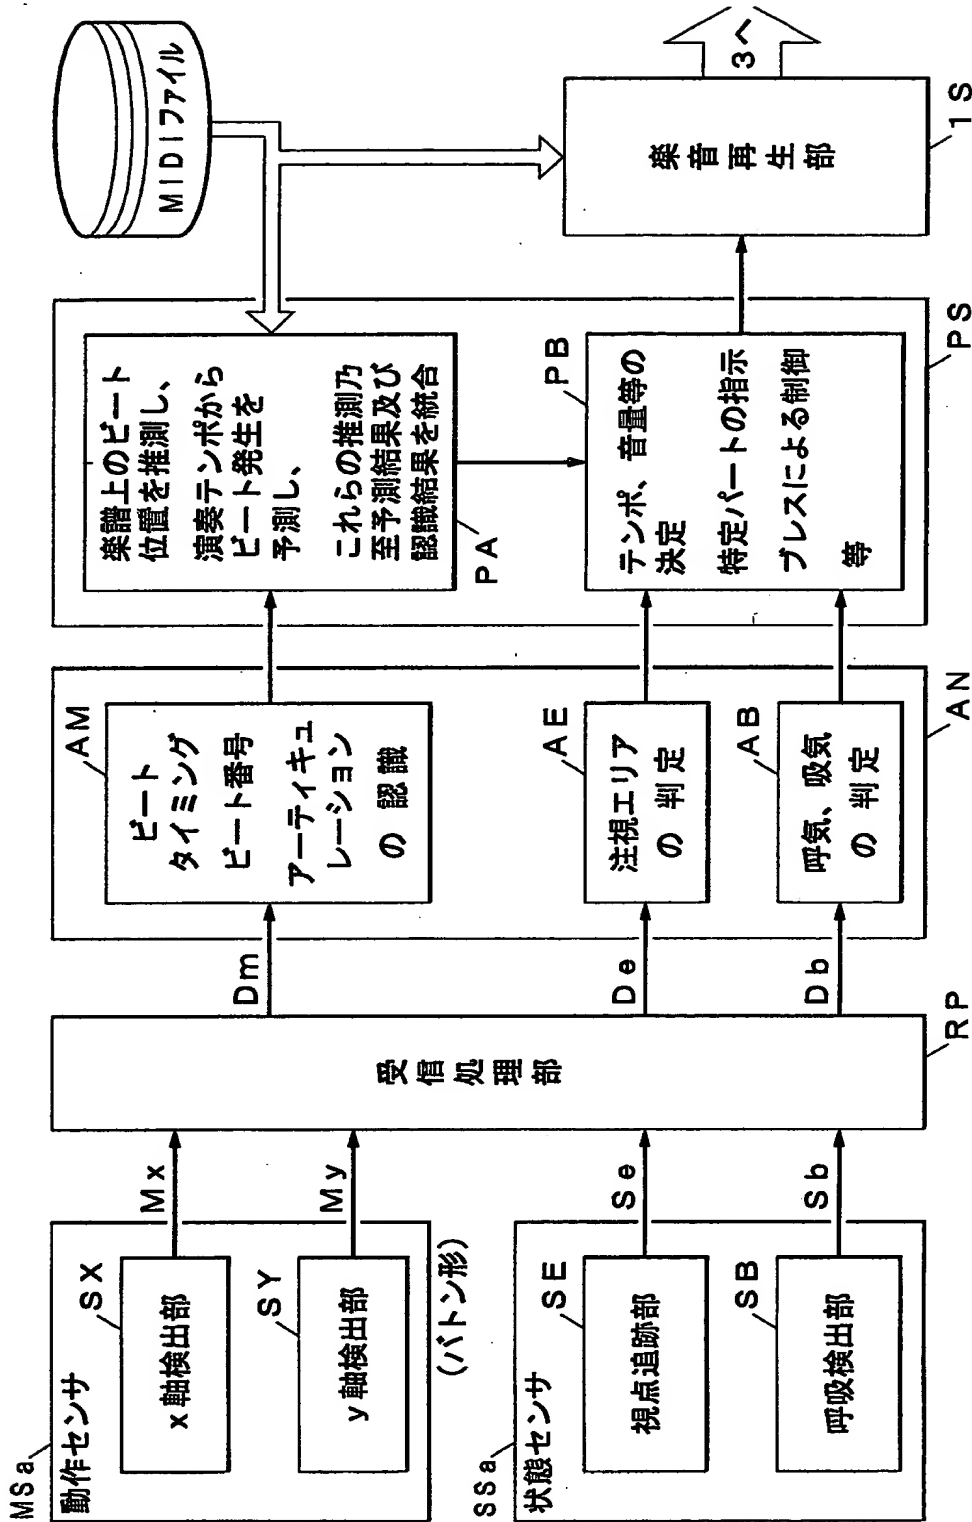 MSa
動作センサ
SX
x軸検出部
Mx
SY
y軸検出部
My
(バトン形)
SSa
状態センサ
SE
視点追跡部
Se
SB
呼吸検出部
Sb
受信処理部
RP
Dm
De
Db
AM
ビート
タイミング
ビート番号
アーティキュ
レーション
の認識
AE
注視エリア
の判定
AB
呼気、吸気
の判定
AN
楽譜上のビート
位置を推測し、
演奏テンポから
ビート発生を
予測し、
これらの推測乃
至予測結果及び
認識結果を統合
PA
PB
テンポ、音量等の
決定
特定パートの指示
ブレスによる制御
等
PS
MIDIファイル
楽音再生部
1S
3へ